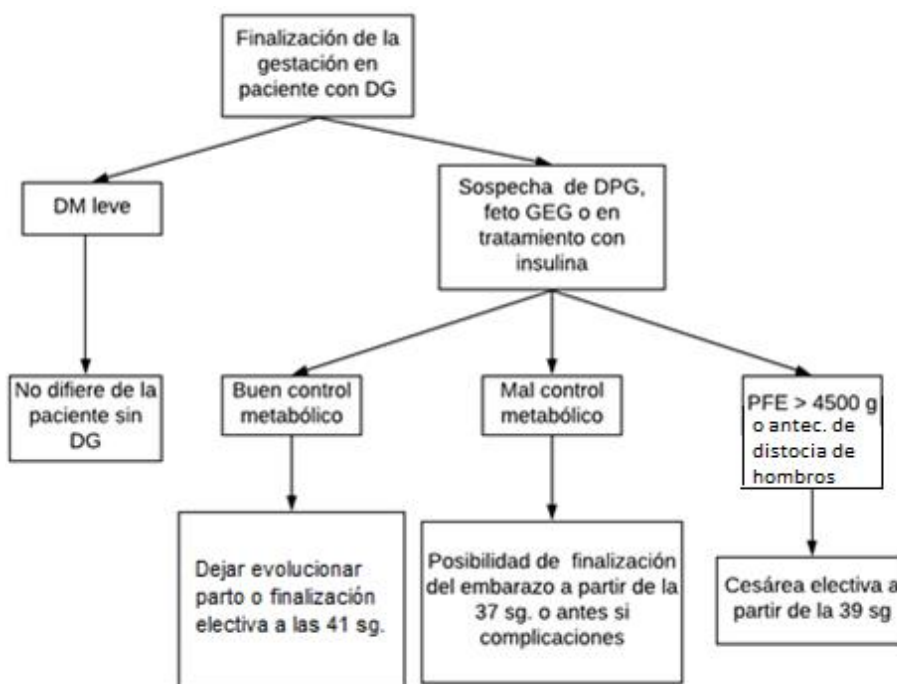 Finalización de la
gestación en
paciente con DG
DM leve
Sospecha de DPG,
feto GEG o en
tratamiento con
insulina
No difiere de la
paciente sin
DG
Buen control
metabólico
Mal control
metabólico
PFE > 4500 g
o antec. de
distocia de
hombros
Dejar evolucionar
parto o finalización
electiva a las 41 sg.
Posibilidad de finalización
del embarazo a partir de la
37 sg. o antes si
complicaciones
Cesárea electiva a
partir de la 39 sg